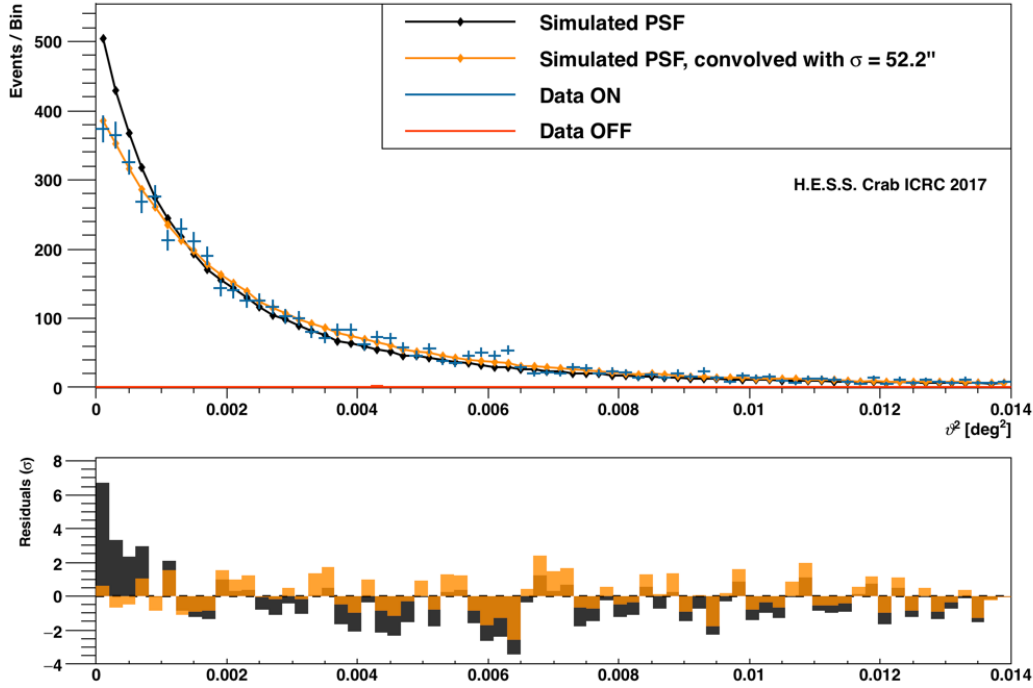 Events / Bin
500
400
300
200
100
0
Simulated PSF
Simulated PSF, convolved with σ = 52.2"
Data ON
Data OFF
H.E.S.S. Crab ICRC 2017
0 0.002 0.004 0.006 0.008 0.01 0.012 0.014
ϑ² [deg²]
Residuals (σ)
8
6
4
2
0
−2
−4
0 0.002 0.004 0.006 0.008 0.01 0.012 0.014